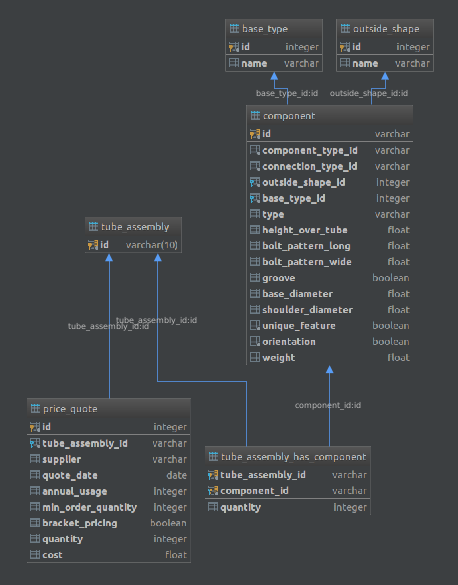 base_type
id integer
name varchar
outside_shape
id integer
name varchar
base_type_id:id
outside_shape_id:id
component
id varchar
component_type_id varchar
connection_type_id varchar
outside_shape_id integer
base_type_id integer
type varchar
height_over_tube float
bolt_pattern_long float
bolt_pattern_wide float
groove boolean
base_diameter float
shoulder_diameter float
unique_feature boolean
orientation boolean
weight float
tube_assembly
id varchar(10)
tube_assembly_id:id
tube_assembly_id:id
component_id:id
price_quote
id integer
tube_assembly_id varchar
supplier varchar
quote_date date
annual_usage integer
min_order_quantity integer
bracket_pricing boolean
quantity integer
cost float
tube_assembly_has_component
tube_assembly_id varchar
component_id varchar
quantity integer